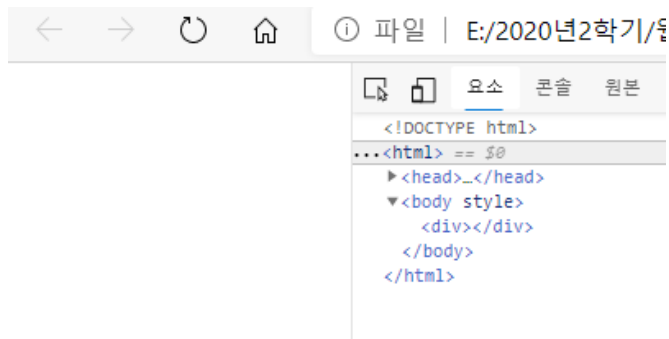 파일 | E:/2020년2학기/웹
요소 콘솔 원본
<!DOCTYPE html>
...<html> == $0
▶<head>…</head>
▼<body style>
<div></div>
</body>
</html>